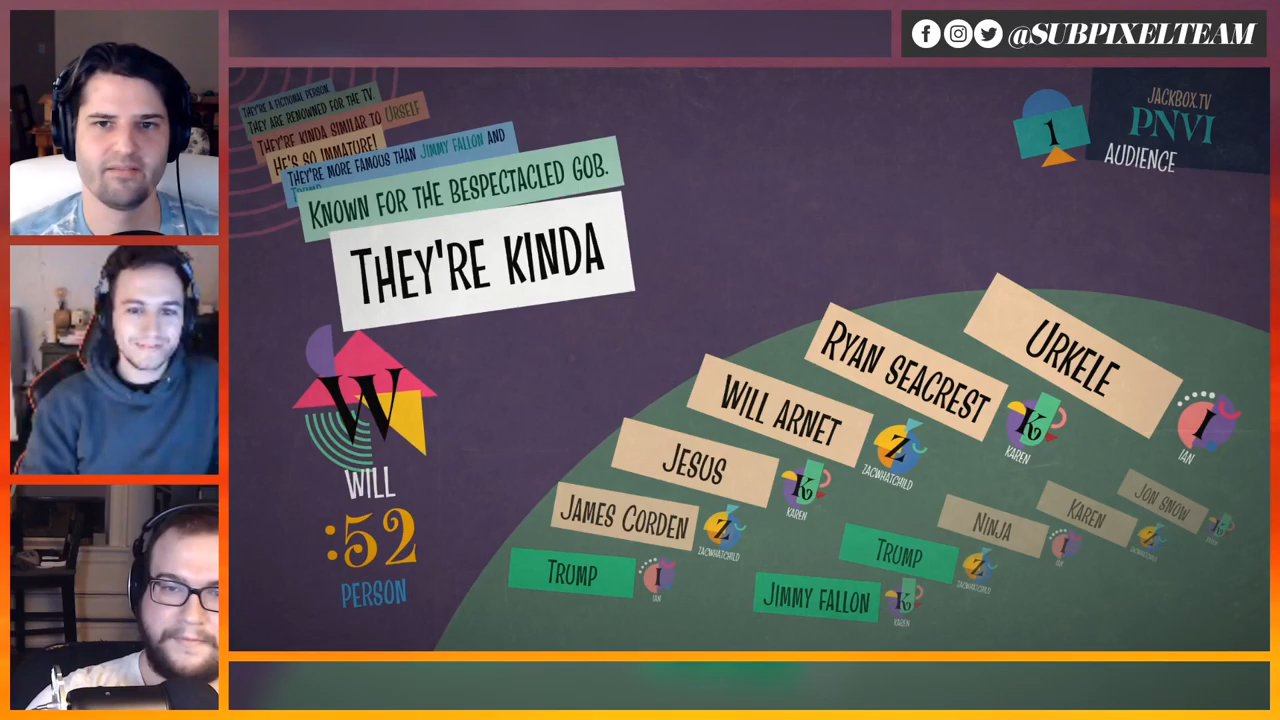 @SUBPIXELTEAM
JACKBOX.TV
PNVI
AUDIENCE
1
THEY'RE A FICTIONAL PERSON.
THEY ARE RENOWNED FOR THE TV.
THEY'RE KINDA SIMILAR TO URSELF
HE'S SO IMMATURE!
THEY'RE MORE FAMOUS THAN JIMMY FALLON AND
KNOWN FOR THE BESPECTACLED GOB.
THEY'RE KINDA
W
WILL
:52
PERSON
URKELE
I
IAN
RYAN SEACREST
K
KAREN
WILL ARNET
Z
ZACWHATCHILD
JESUS
K
KAREN
JAMES CORDEN
Z
ZACWHATCHILD
TRUMP
I
IAN
JON SNOW
K
KAREN
Z
NINJA
I
TRUMP
Z
ZACWHATCHILD
JIMMY FALLON
K
KAREN